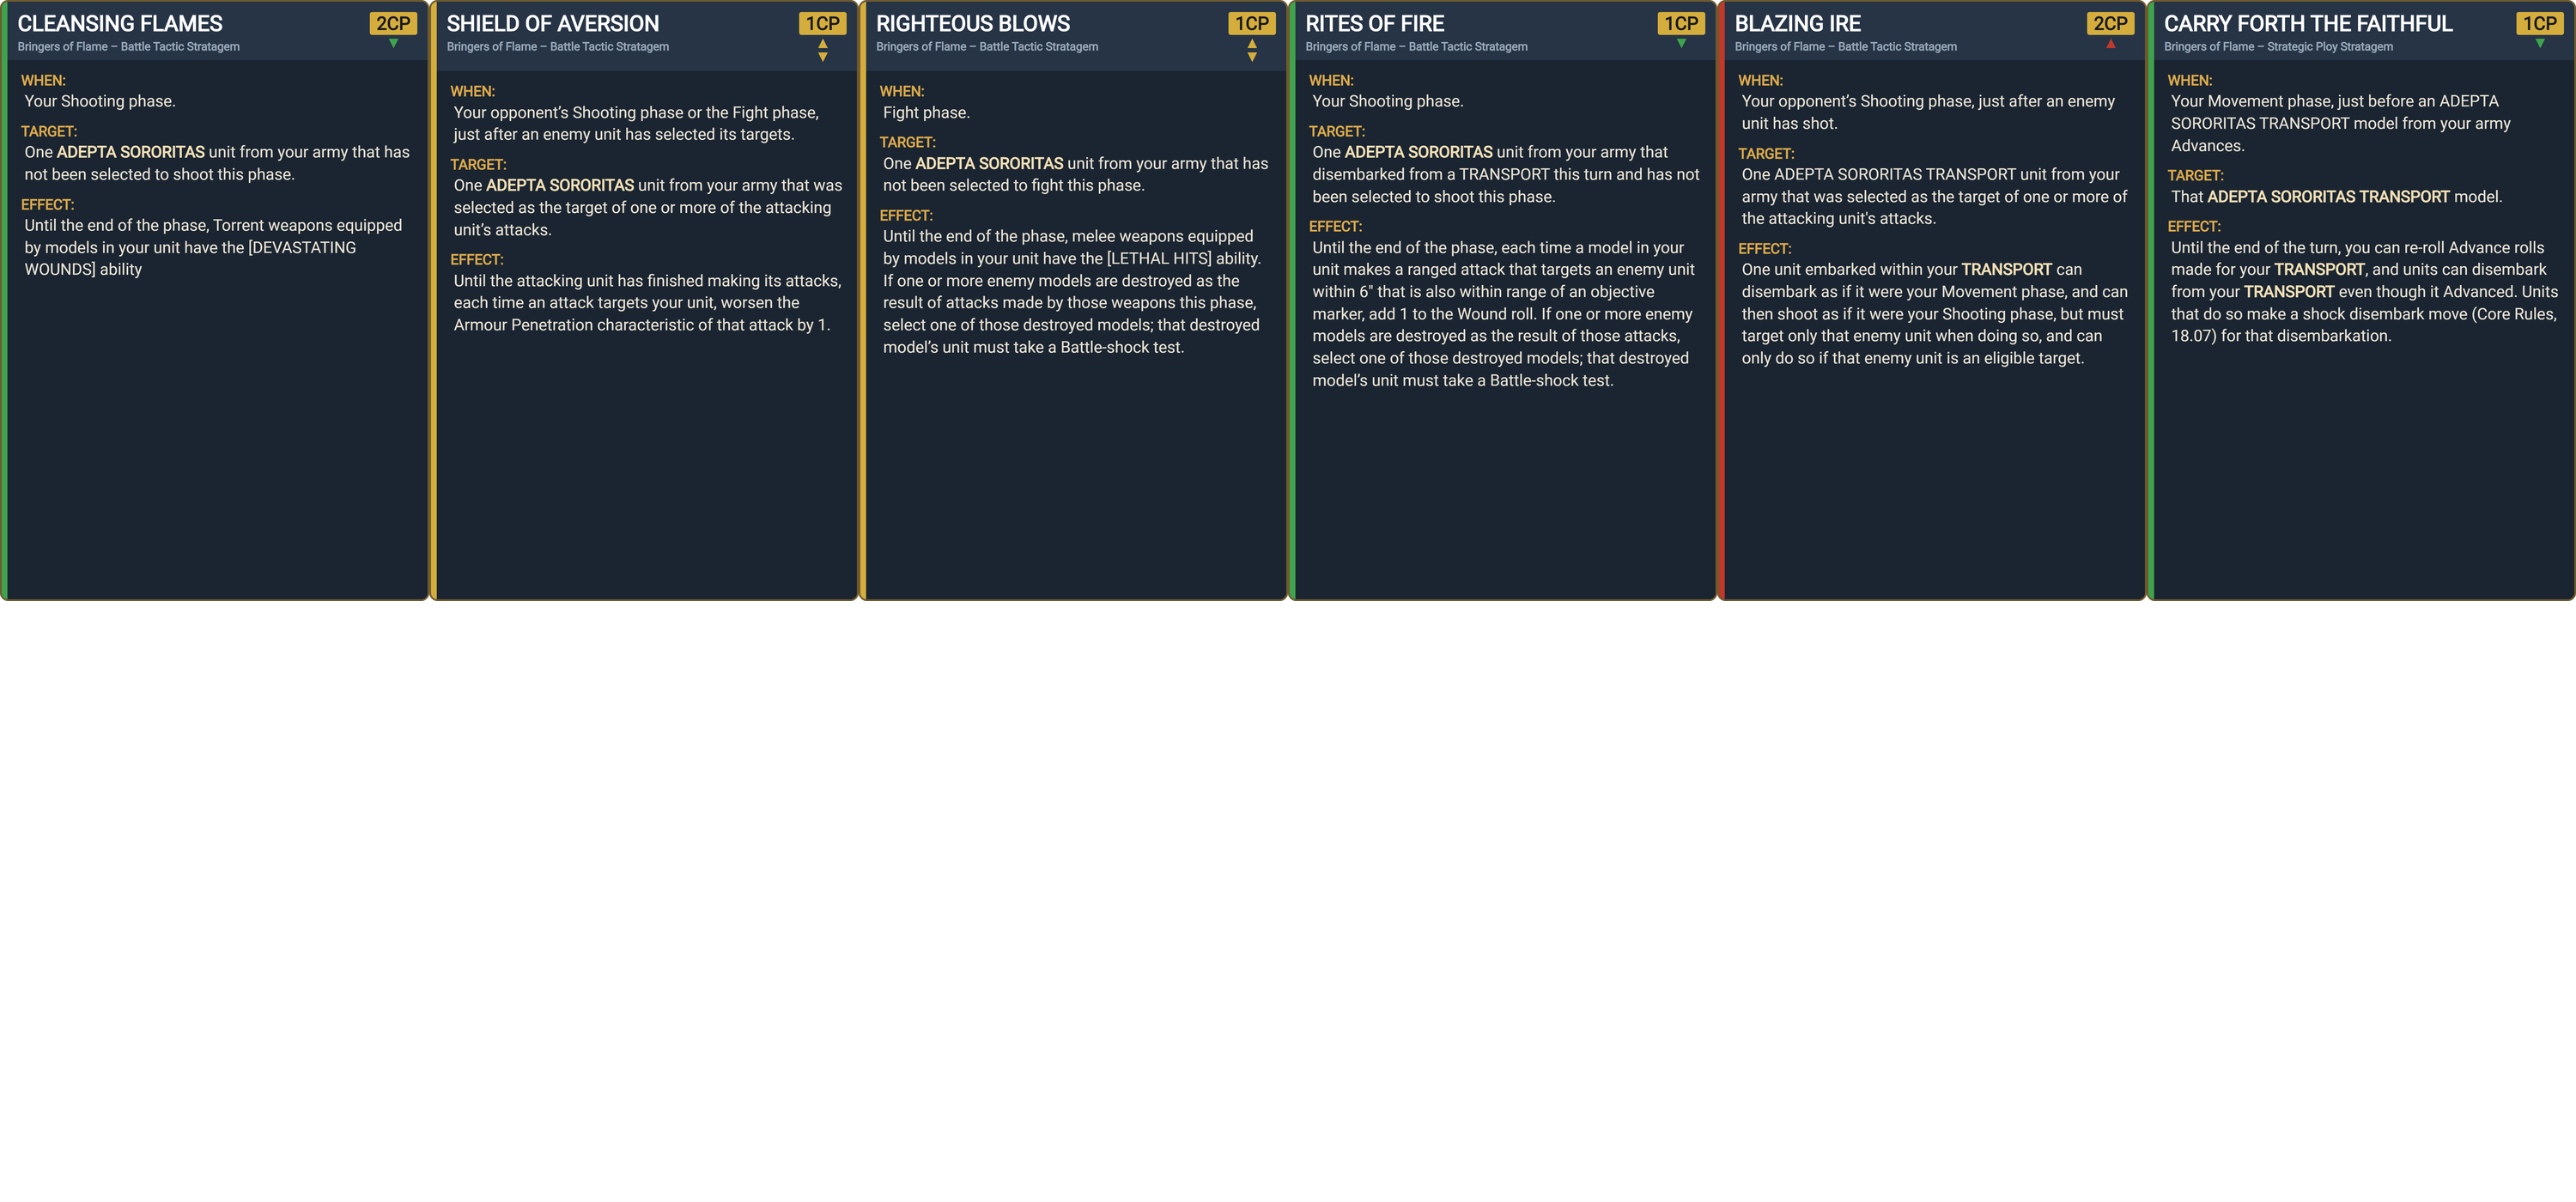 CLEANSING FLAMES
2CP
Bringers of Flame – Battle Tactic Stratagem
WHEN:
Your Shooting phase.
TARGET:
One ADEPTA SORORITAS unit from your army that has
not been selected to shoot this phase.
EFFECT:
Until the end of the phase, Torrent weapons equipped
by models in your unit have the [DEVASTATING
WOUNDS] ability
SHIELD OF AVERSION
1CP
Bringers of Flame – Battle Tactic Stratagem
WHEN:
Your opponent’s Shooting phase or the Fight phase,
just after an enemy unit has selected its targets.
TARGET:
One ADEPTA SORORITAS unit from your army that was
selected as the target of one or more of the attacking
unit’s attacks.
EFFECT:
Until the attacking unit has finished making its attacks,
each time an attack targets your unit, worsen the
Armour Penetration characteristic of that attack by 1.
RIGHTEOUS BLOWS
1CP
Bringers of Flame – Battle Tactic Stratagem
WHEN:
Fight phase.
TARGET:
One ADEPTA SORORITAS unit from your army that has
not been selected to fight this phase.
EFFECT:
Until the end of the phase, melee weapons equipped
by models in your unit have the [LETHAL HITS] ability.
If one or more enemy models are destroyed as the
result of attacks made by those weapons this phase,
select one of those destroyed models; that destroyed
model’s unit must take a Battle-shock test.
RITES OF FIRE
1CP
Bringers of Flame – Battle Tactic Stratagem
WHEN:
Your Shooting phase.
TARGET:
One ADEPTA SORORITAS unit from your army that
disembarked from a TRANSPORT this turn and has not
been selected to shoot this phase.
EFFECT:
Until the end of the phase, each time a model in your
unit makes a ranged attack that targets an enemy unit
within 6" that is also within range of an objective
marker, add 1 to the Wound roll. If one or more enemy
models are destroyed as the result of those attacks,
select one of those destroyed models; that destroyed
model’s unit must take a Battle-shock test.
BLAZING IRE
2CP
Bringers of Flame – Battle Tactic Stratagem
WHEN:
Your opponent’s Shooting phase, just after an enemy
unit has shot.
TARGET:
One ADEPTA SORORITAS TRANSPORT unit from your
army that was selected as the target of one or more of
the attacking unit's attacks.
EFFECT:
One unit embarked within your TRANSPORT can
disembark as if it were your Movement phase, and can
then shoot as if it were your Shooting phase, but must
target only that enemy unit when doing so, and can
only do so if that enemy unit is an eligible target.
CARRY FORTH THE FAITHFUL
1CP
Bringers of Flame – Strategic Ploy Stratagem
WHEN:
Your Movement phase, just before an ADEPTA
SORORITAS TRANSPORT model from your army
Advances.
TARGET:
That ADEPTA SORORITAS TRANSPORT model.
EFFECT:
Until the end of the turn, you can re-roll Advance rolls
made for your TRANSPORT, and units can disembark
from your TRANSPORT even though it Advanced. Units
that do so make a shock disembark move (Core Rules,
18.07) for that disembarkation.